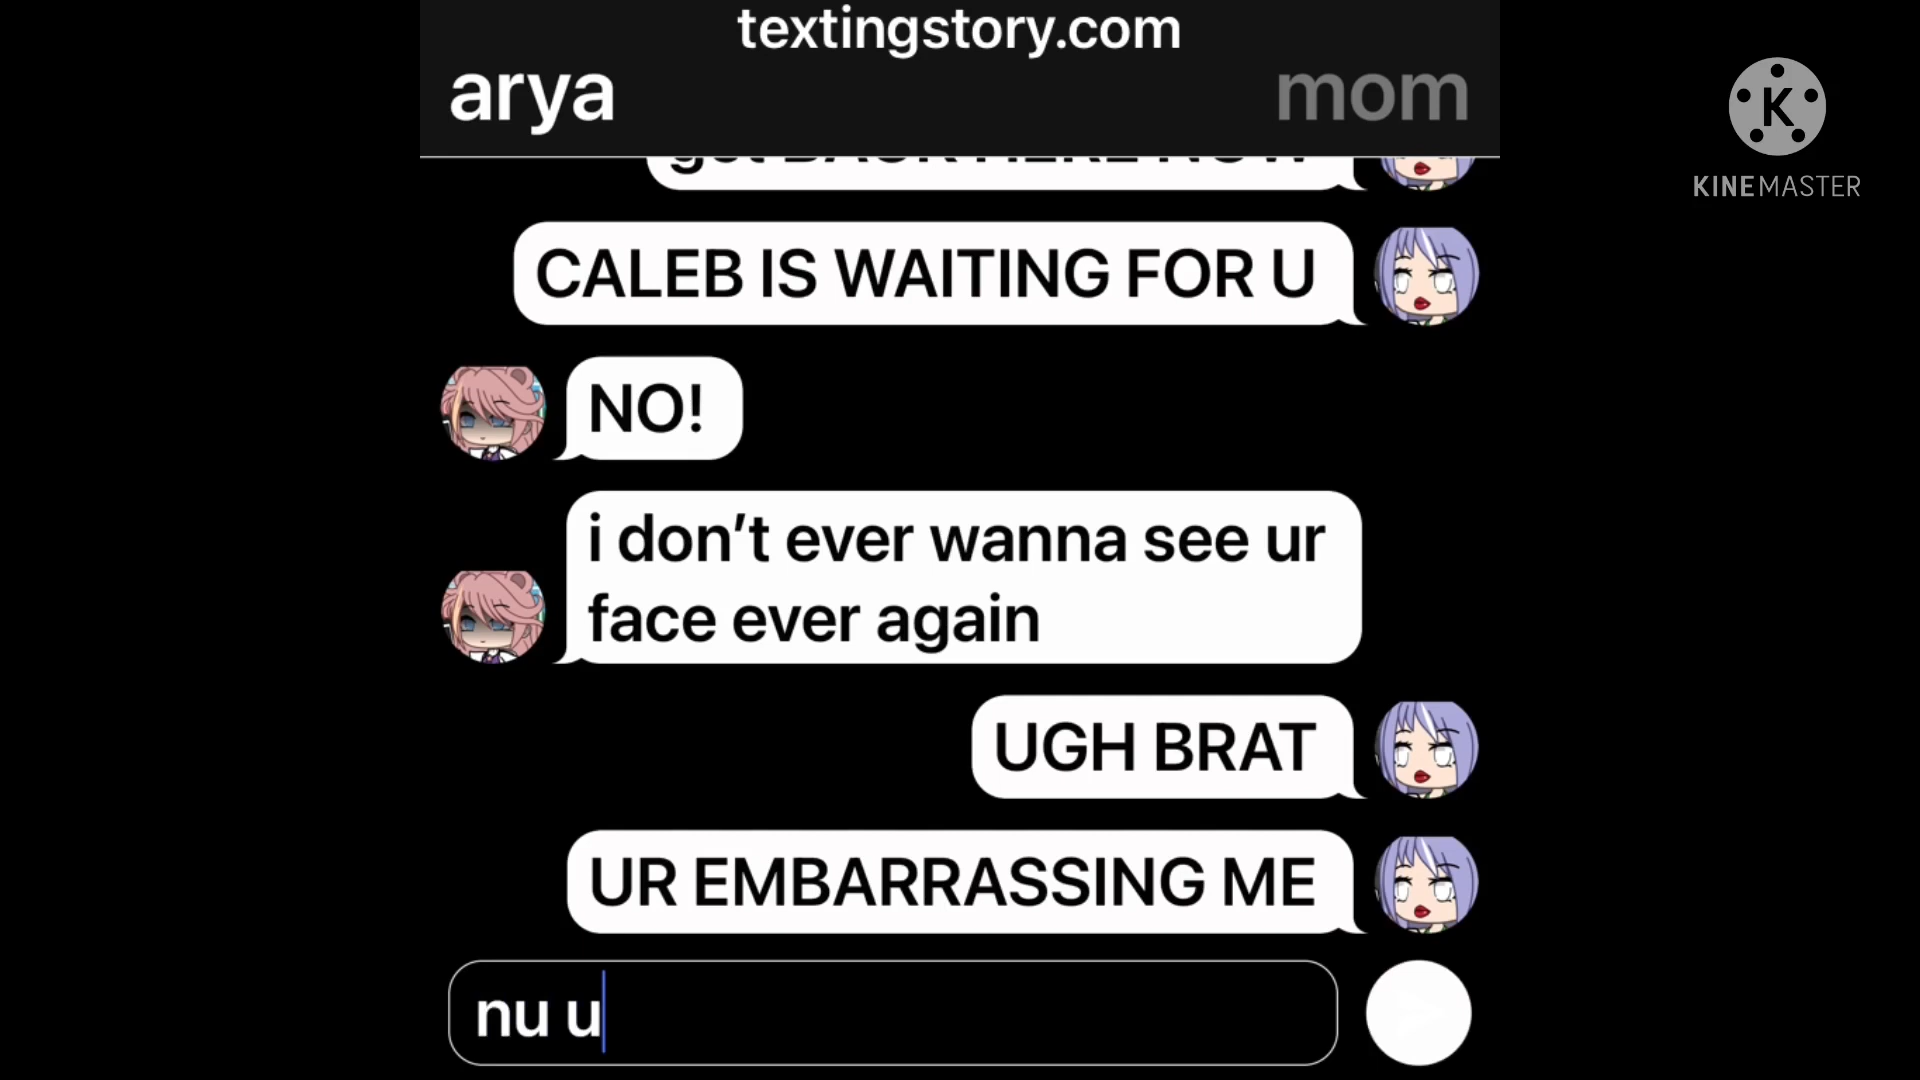 textingstory.com
arya
mom
K
KINEMASTER
CALEB IS WAITING FOR U
NO!
i don’t ever wanna see ur
face ever again
UGH BRAT
UR EMBARRASSING ME
nu u